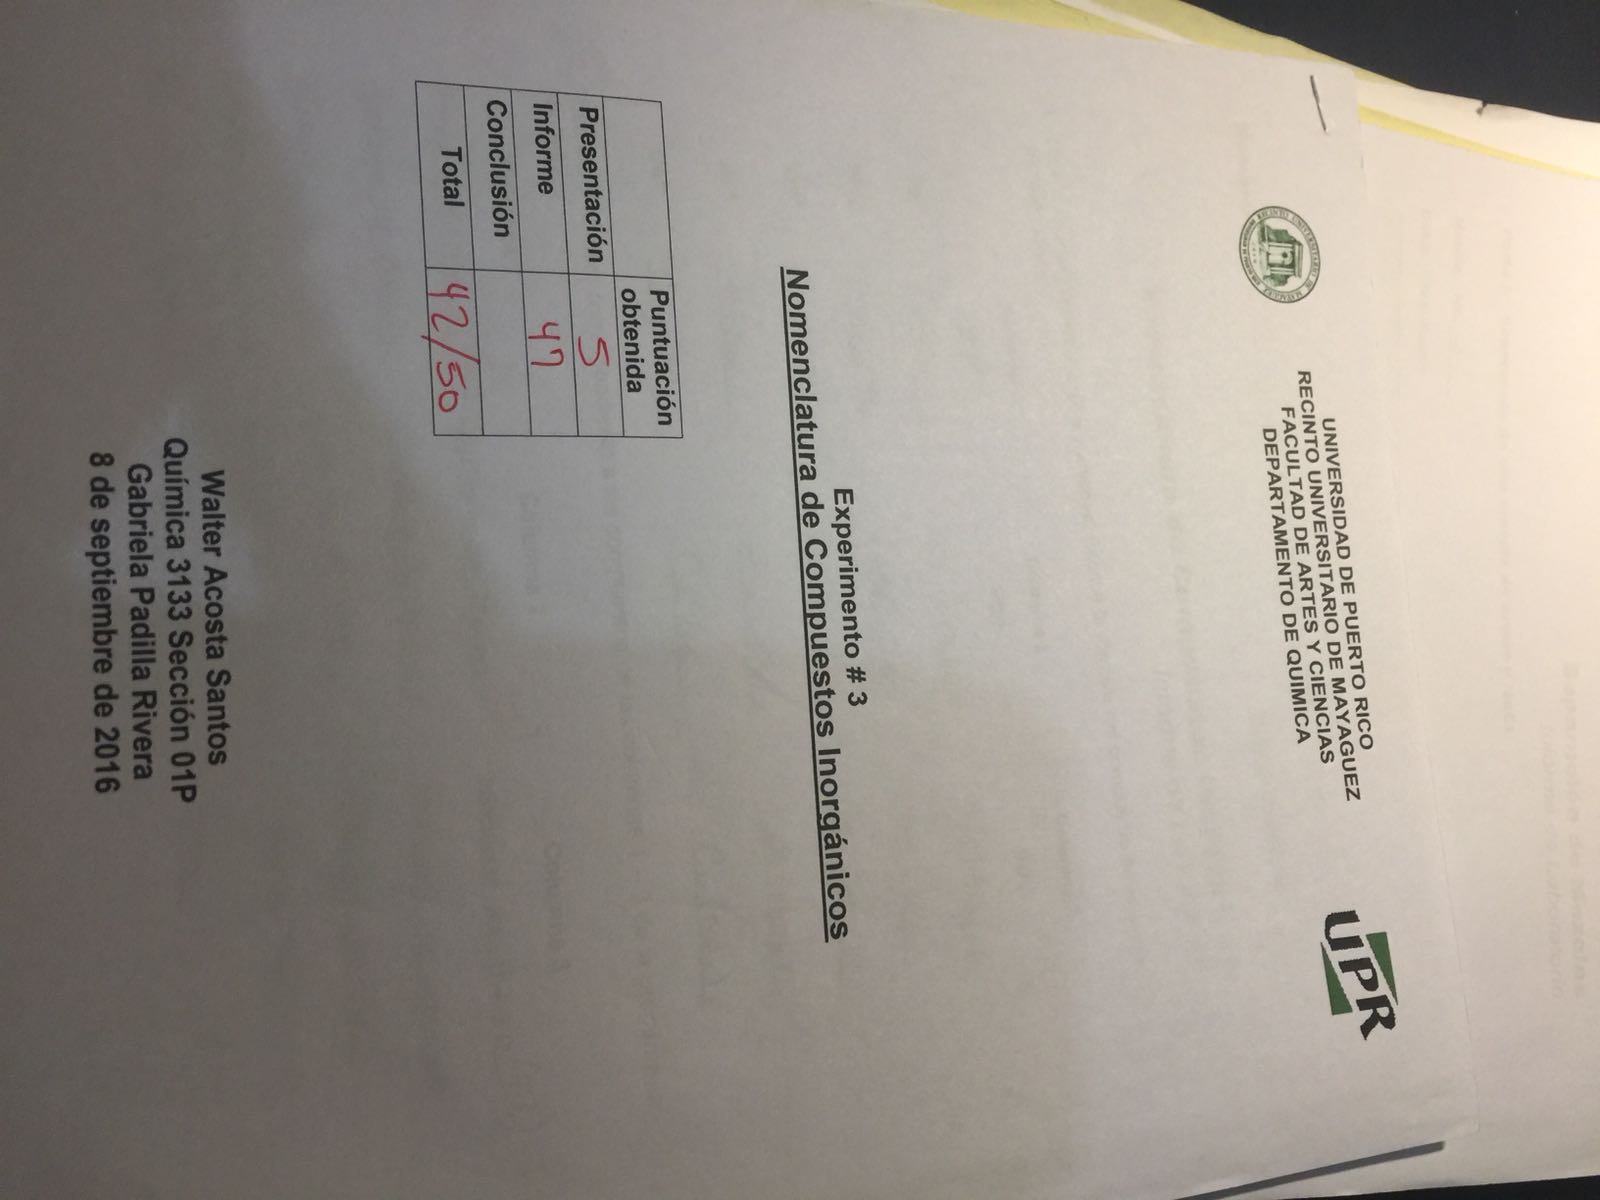 UNIVERSIDAD DE PUERTO RICO
RECINTO UNIVERSITARIO DE MAYAGUEZ
FACULTAD DE ARTES Y CIENCIAS
DEPARTAMENTO DE QUIMICA
UPR
Experimento # 3
Nomenclatura de Compuestos Inorgánicos
Puntuación
obtenida
Presentación 5
Informe 47
Conclusión
Total 42/50
Walter Acosta Santos
Química 3133 Sección 01P
Gabriela Padilla Rivera
8 de septiembre de 2016